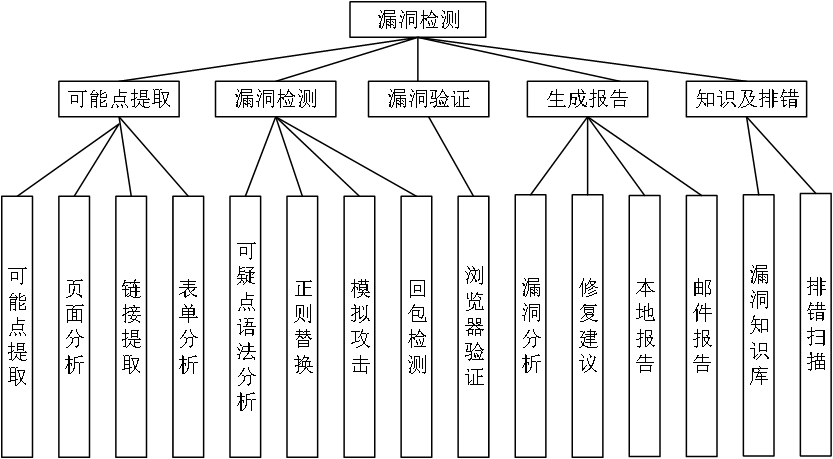 漏洞检测
可能点提取
漏洞检测
漏洞验证
生成报告
知识及排错
可能点提取
页面分析
链接提取
表单分析
可疑点语法分析
正则替换
模拟攻击
回包检测
浏览器验证
漏洞分析
修复建议
本地报告
邮件报告
漏洞知识库
排错扫描